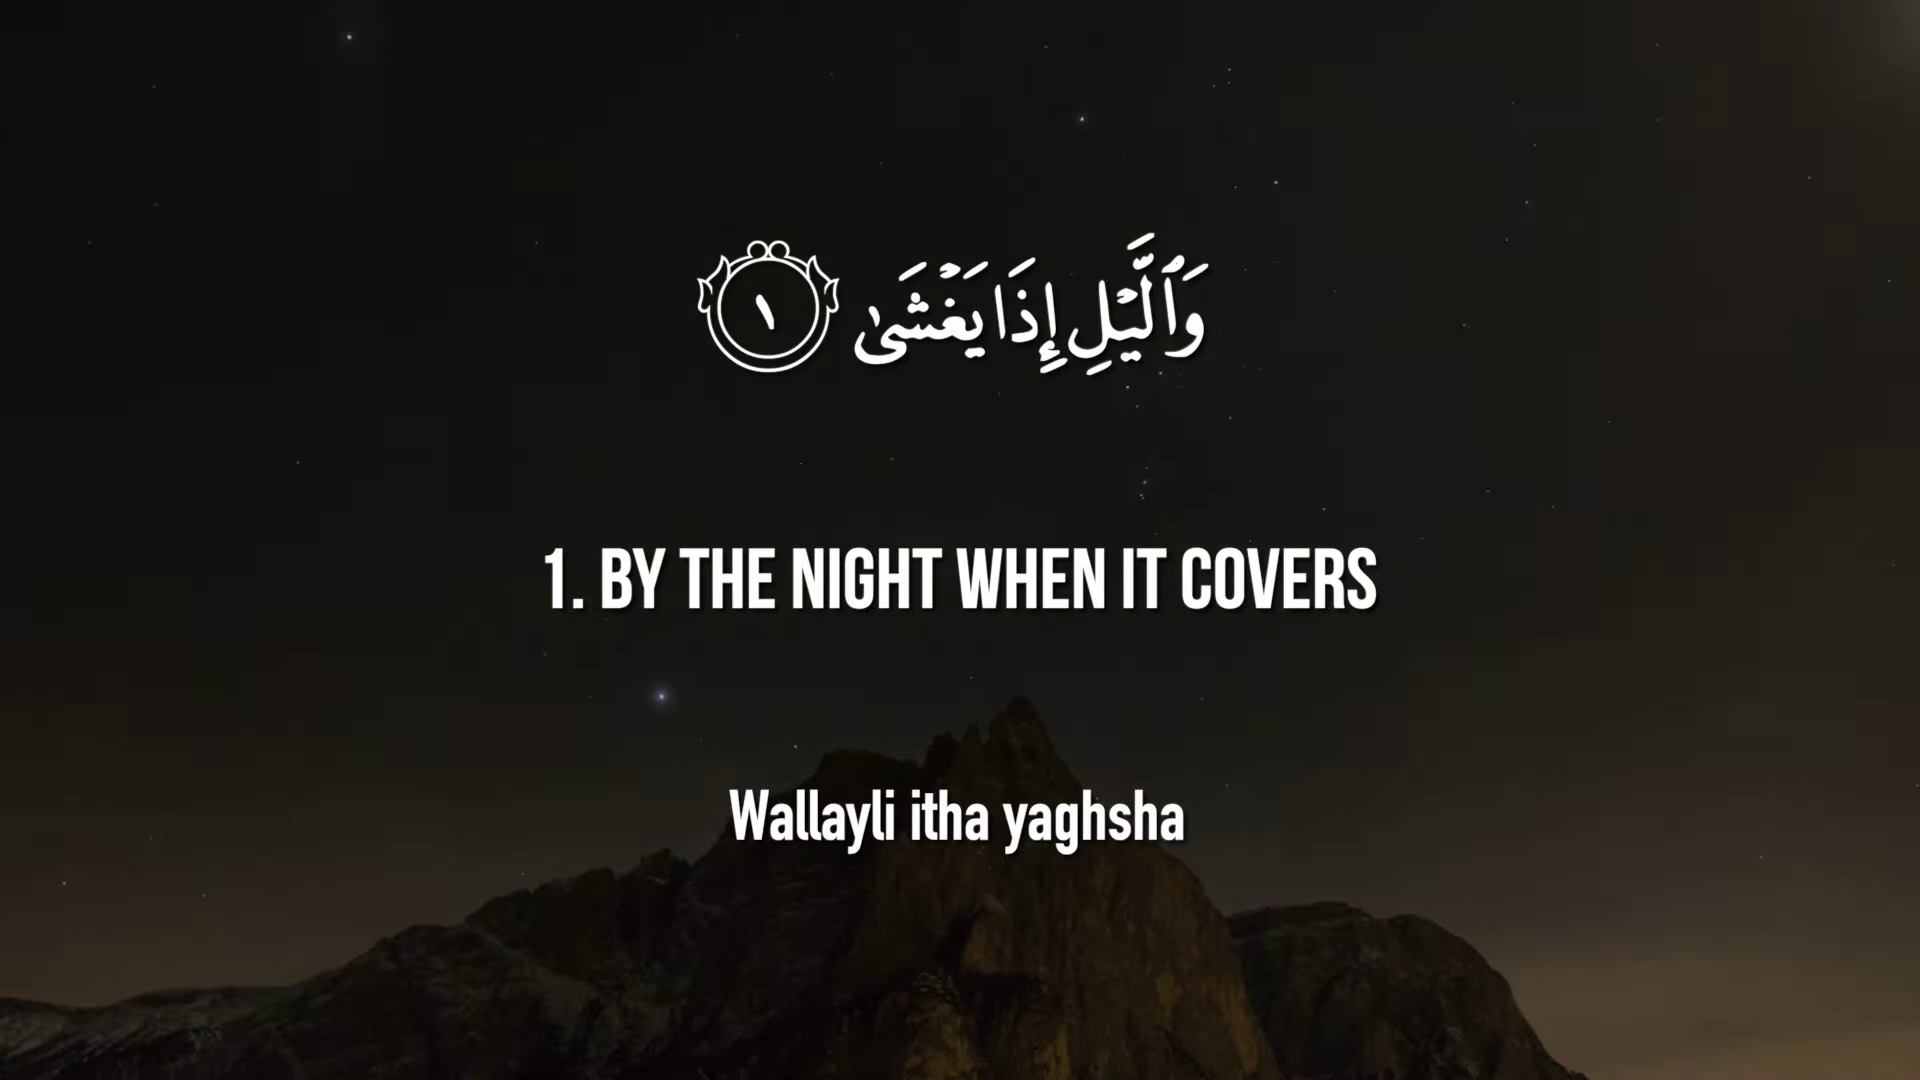 وَٱلَّيْلِ إِذَا يَغْشَىٰ ١
1. BY THE NIGHT WHEN IT COVERS
Wallayli itha yaghsha